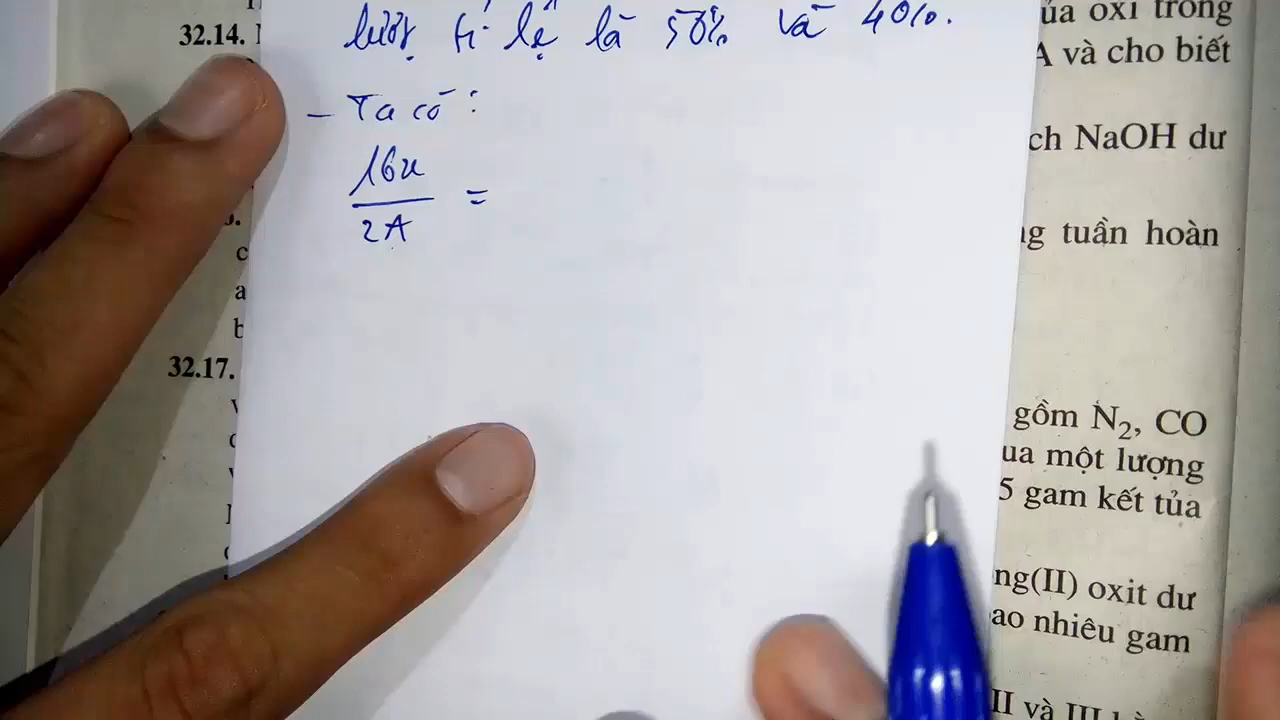 32.14.
lượng tỉ lệ là 50% và 40%.
ủa oxi trong
A và cho biết
- Ta có:
ch NaOH dư
16x
2A
=
ng tuần hoàn
c
a
b
32.17.
gồm N₂, CO
ua một lượng
5 gam kết tủa
ng(II) oxit dư
ao nhiêu gam
II và III